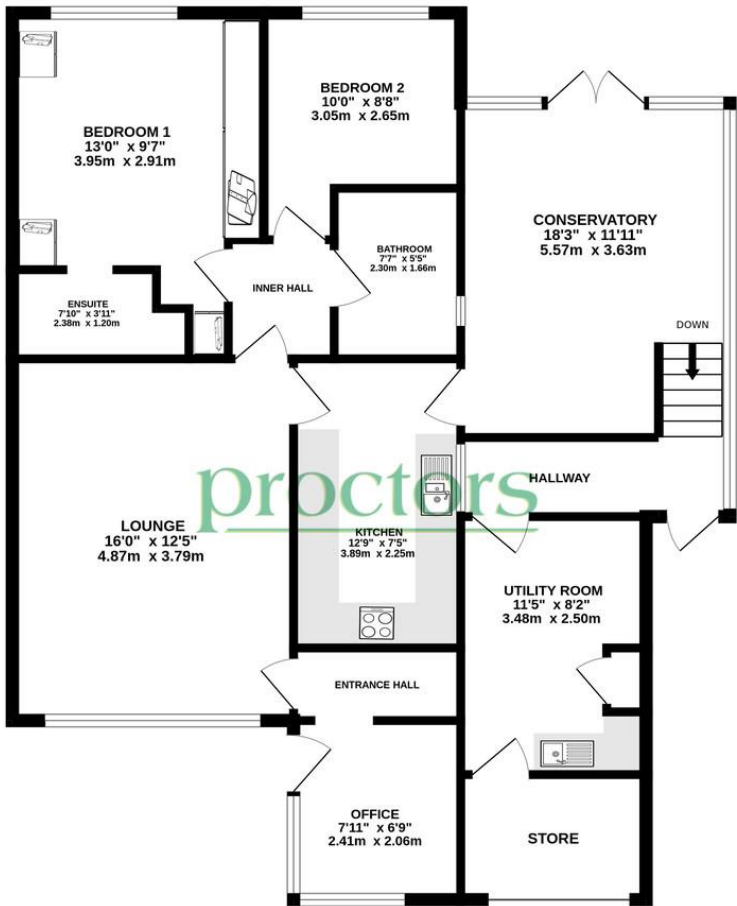 BEDROOM 1
13'0" x 9'7"
3.95m x 2.91m
BEDROOM 2
10'0" x 8'8"
3.05m x 2.65m
CONSERVATORY
18'3" x 11'11"
5.57m x 3.63m
BATHROOM
7'7" x 5'5"
2.30m x 1.66m
INNER HALL
ENSUITE
7'10" x 3'11"
2.38m x 1.20m
DOWN
HALLWAY
proctors
LOUNGE
16'0" x 12'5"
4.87m x 3.79m
KITCHEN
12'9" x 7'5"
3.89m x 2.25m
UTILITY ROOM
11'5" x 8'2"
3.48m x 2.50m
ENTRANCE HALL
OFFICE
7'11" x 6'9"
2.41m x 2.06m
STORE